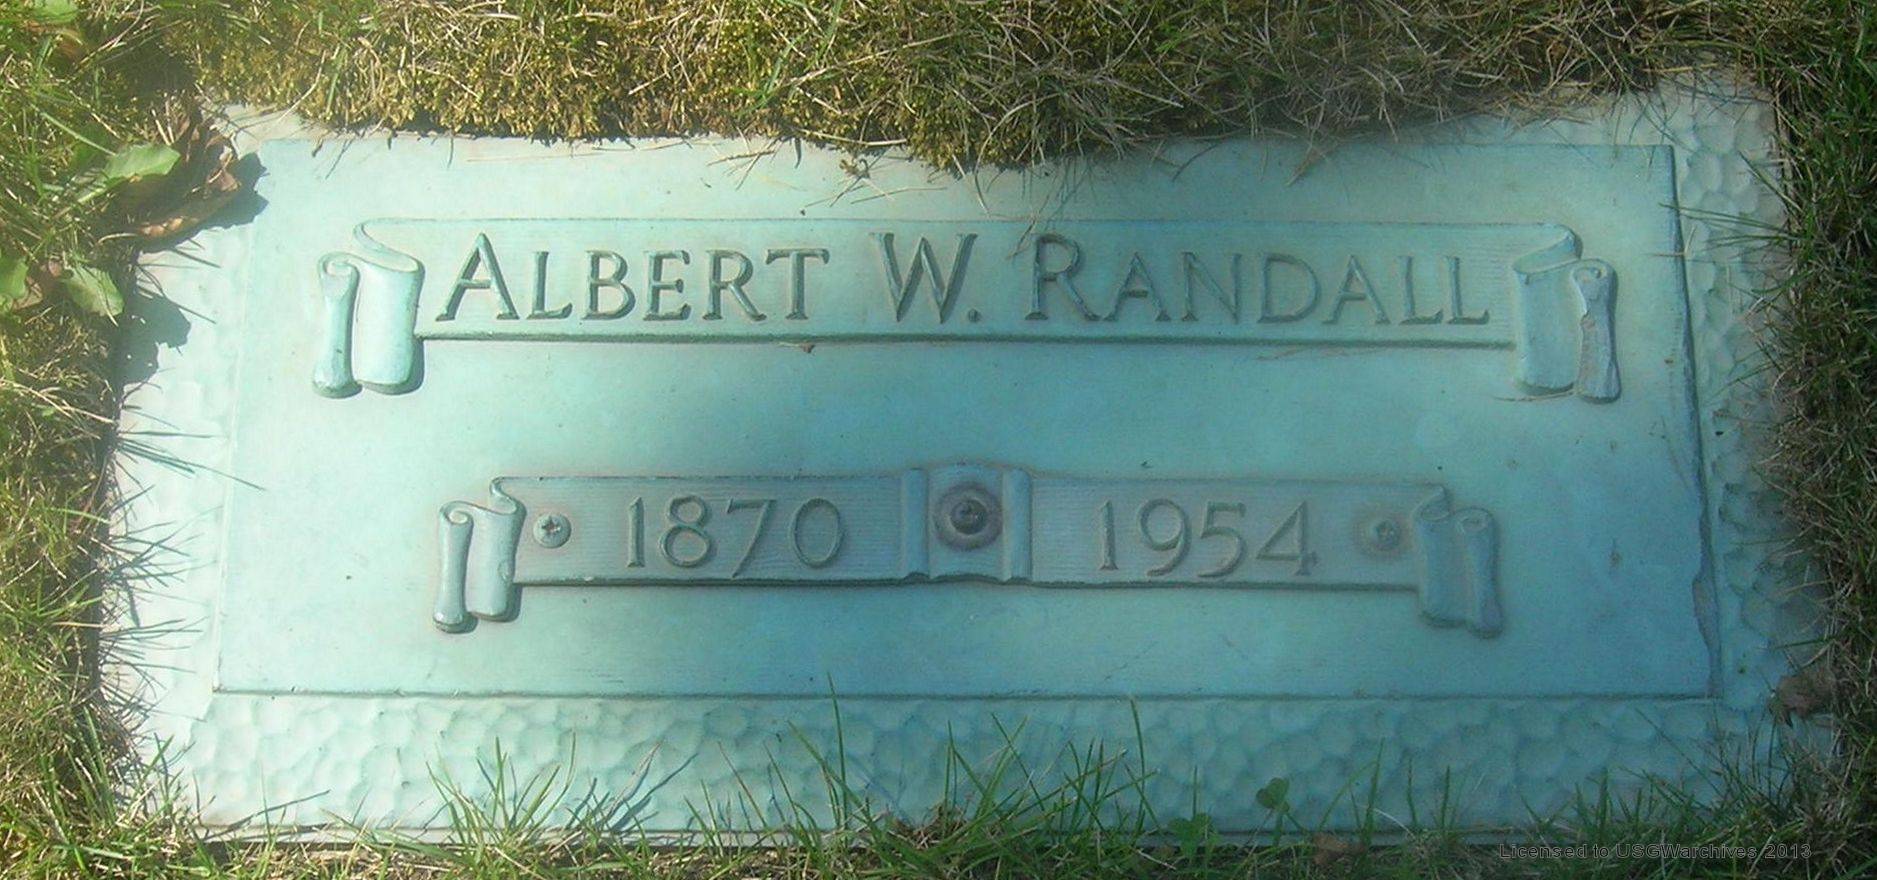 ALBERT W. RANDALL
1870 1954
Licensed to USGWarchives 2013